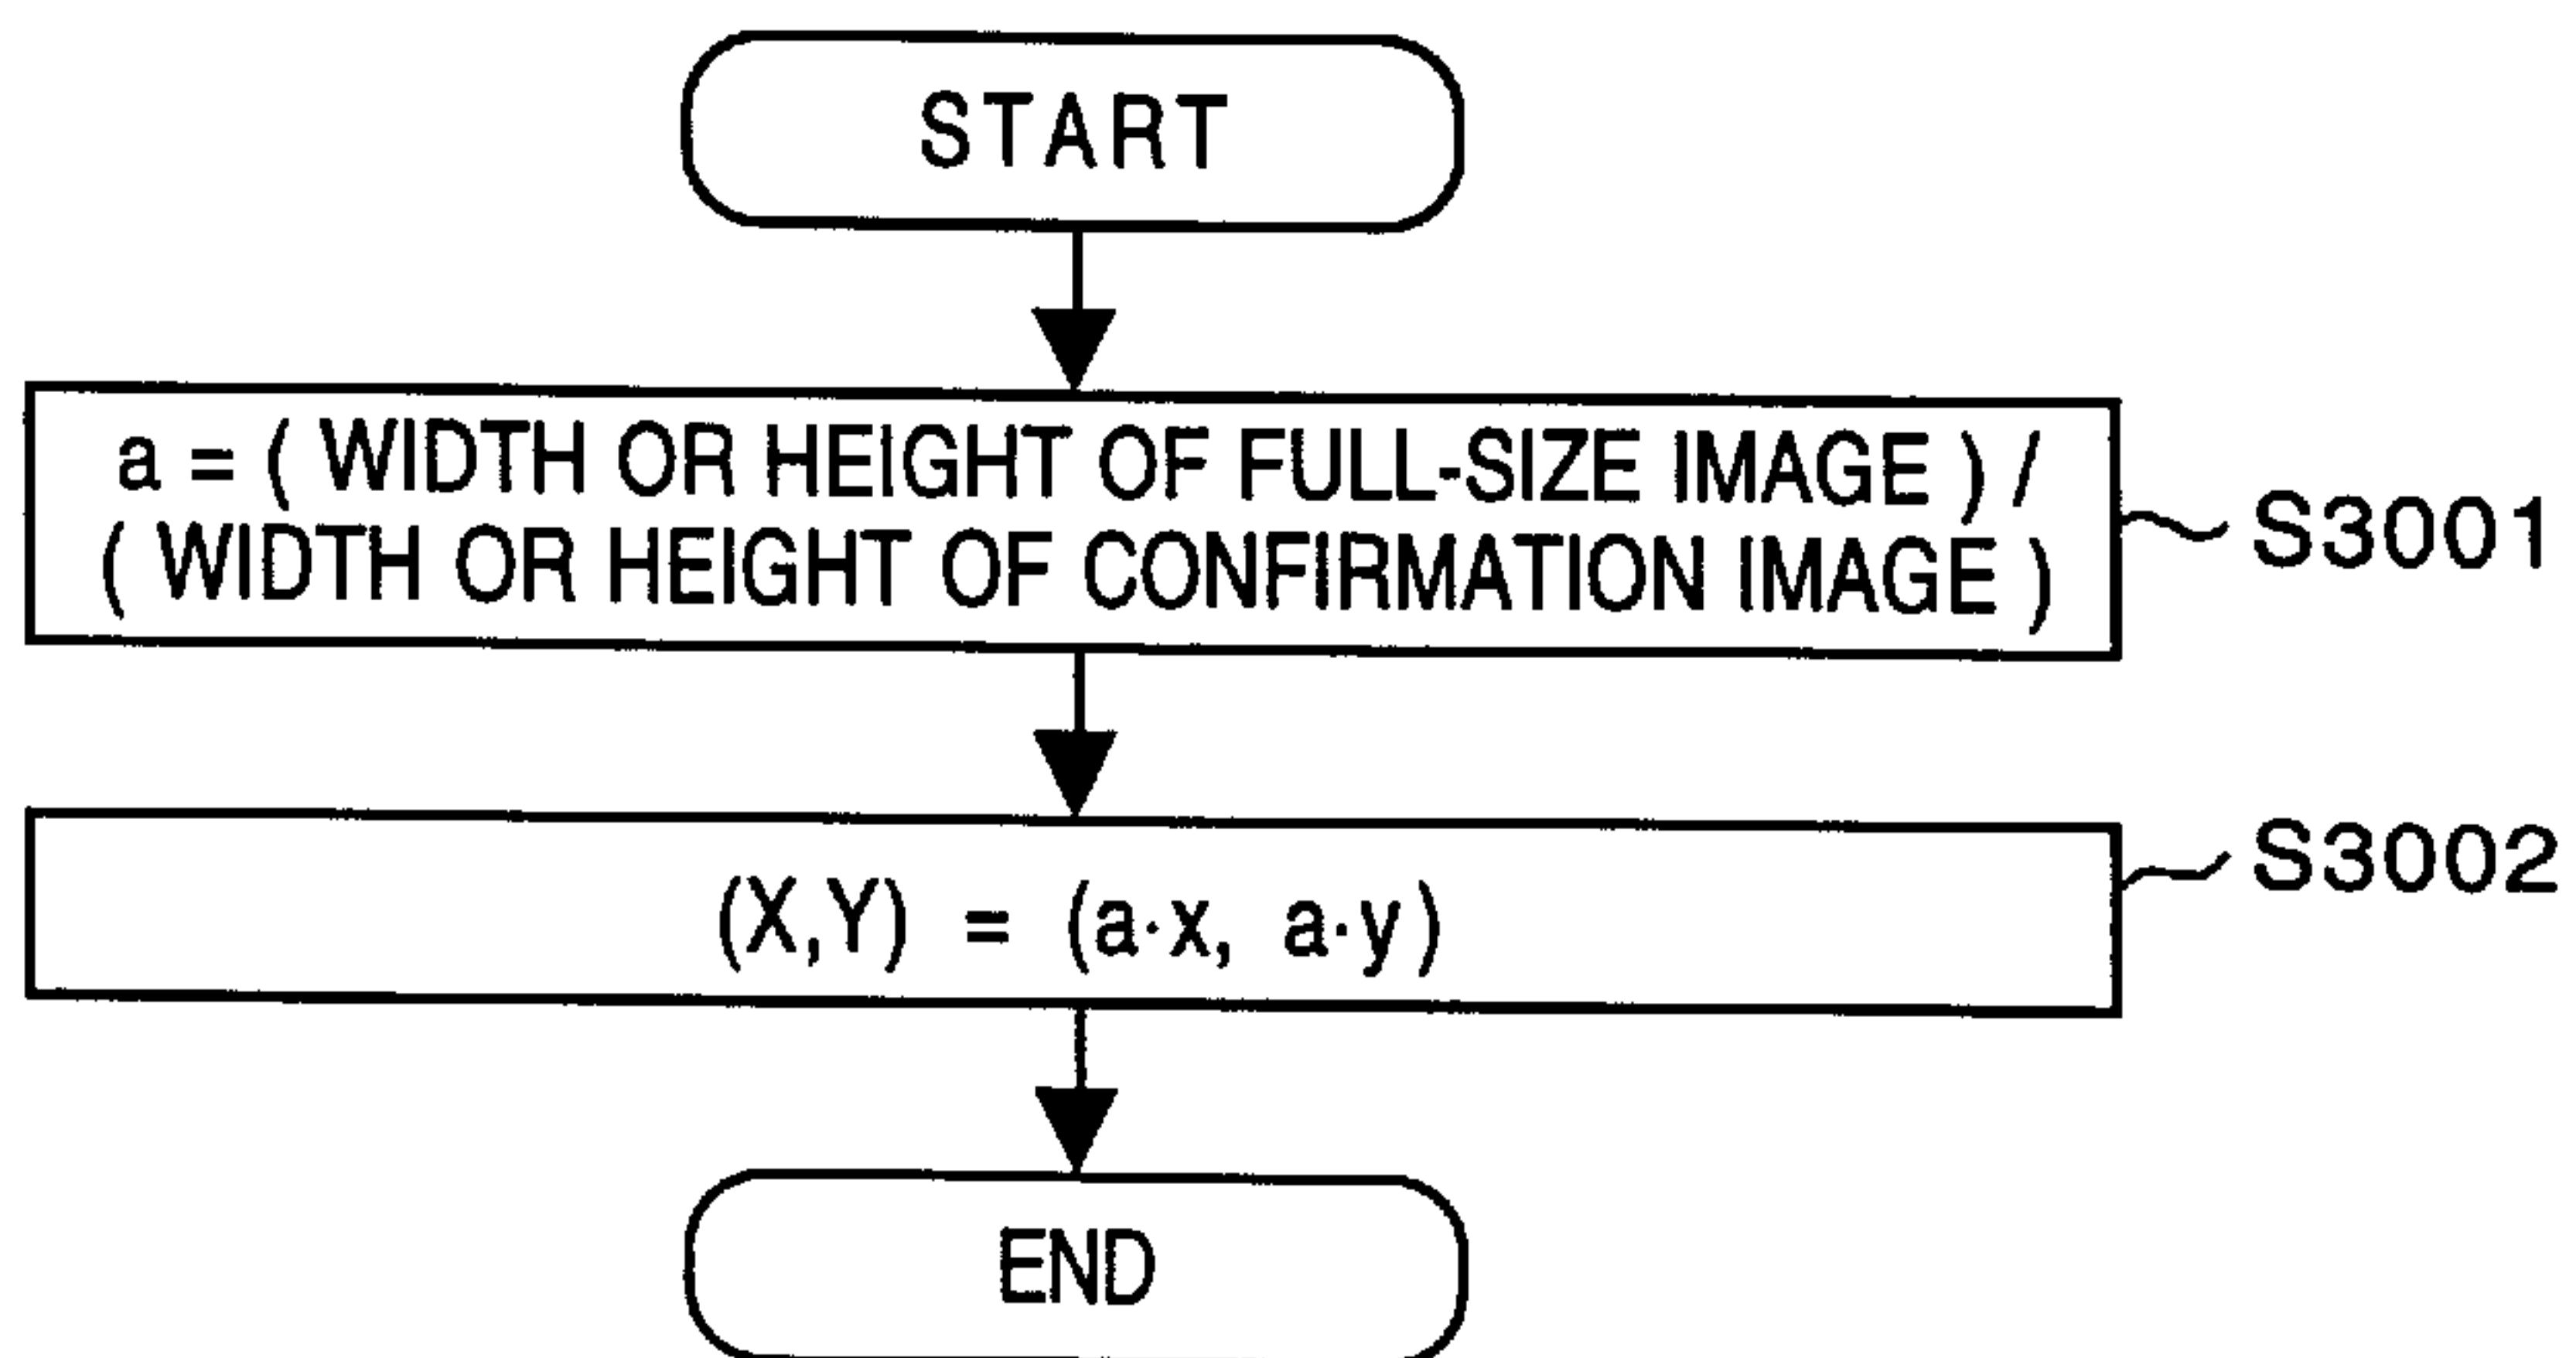 START
a = ( WIDTH OR HEIGHT OF FULL-SIZE IMAGE ) /
( WIDTH OR HEIGHT OF CONFIRMATION IMAGE )
S3001
(X,Y) = (a·x, a·y)
S3002
END